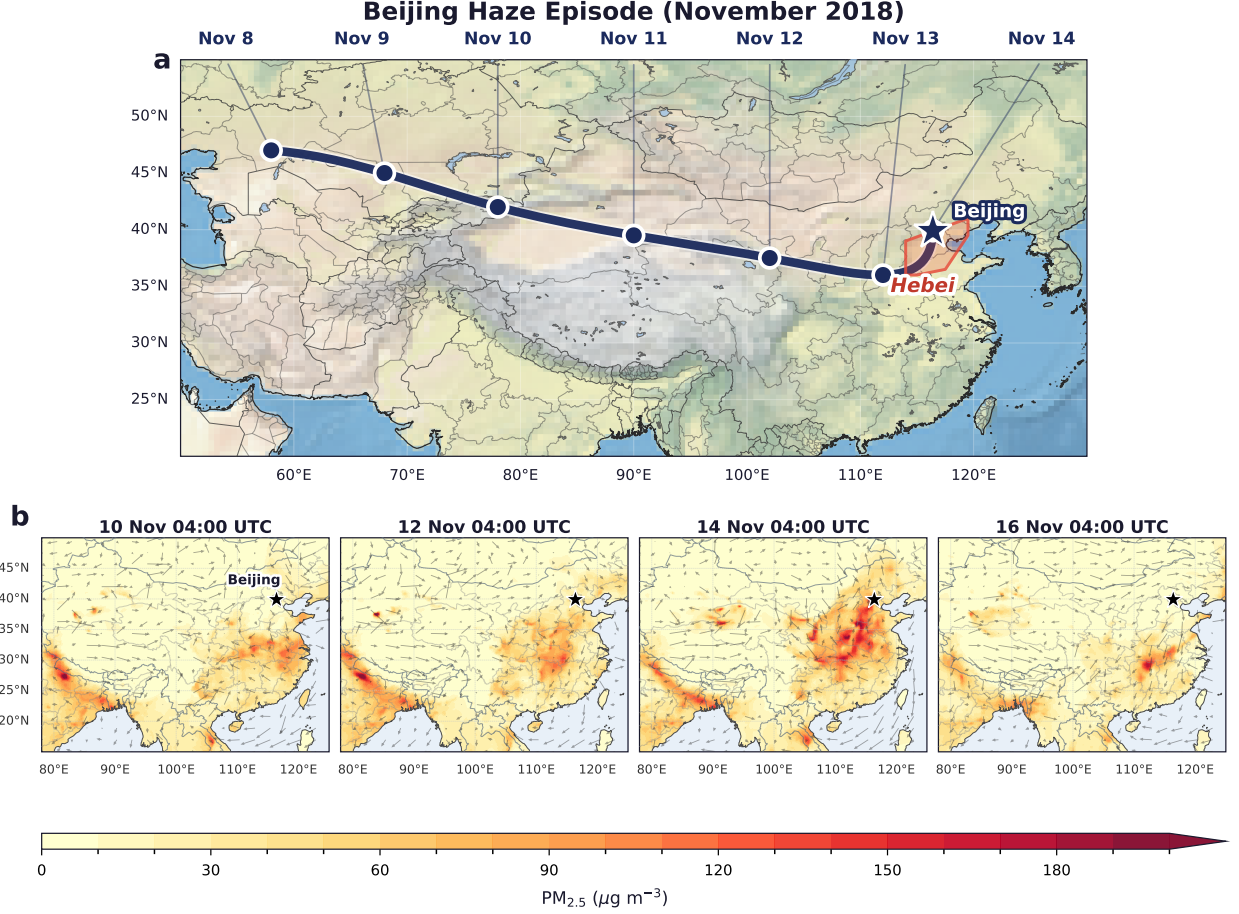 Beijing Haze Episode (November 2018)
Nov 8 Nov 9 Nov 10 Nov 11 Nov 12 Nov 13 Nov 14
a
50°N
45°N
40°N
35°N
30°N
25°N
Beijing
Hebei
60°E 70°E 80°E 90°E 100°E 110°E 120°E
b
10 Nov 04:00 UTC 12 Nov 04:00 UTC 14 Nov 04:00 UTC 16 Nov 04:00 UTC
45°N
40°N
35°N
30°N
25°N
20°N
Beijing
80°E 90°E 100°E 110°E 120°E 80°E 90°E 100°E 110°E 120°E 80°E 90°E 100°E 110°E 120°E 80°E 90°E 100°E 110°E 120°E
0 30 60 90 120 150 180
PM₂.₅ (μg m⁻³)